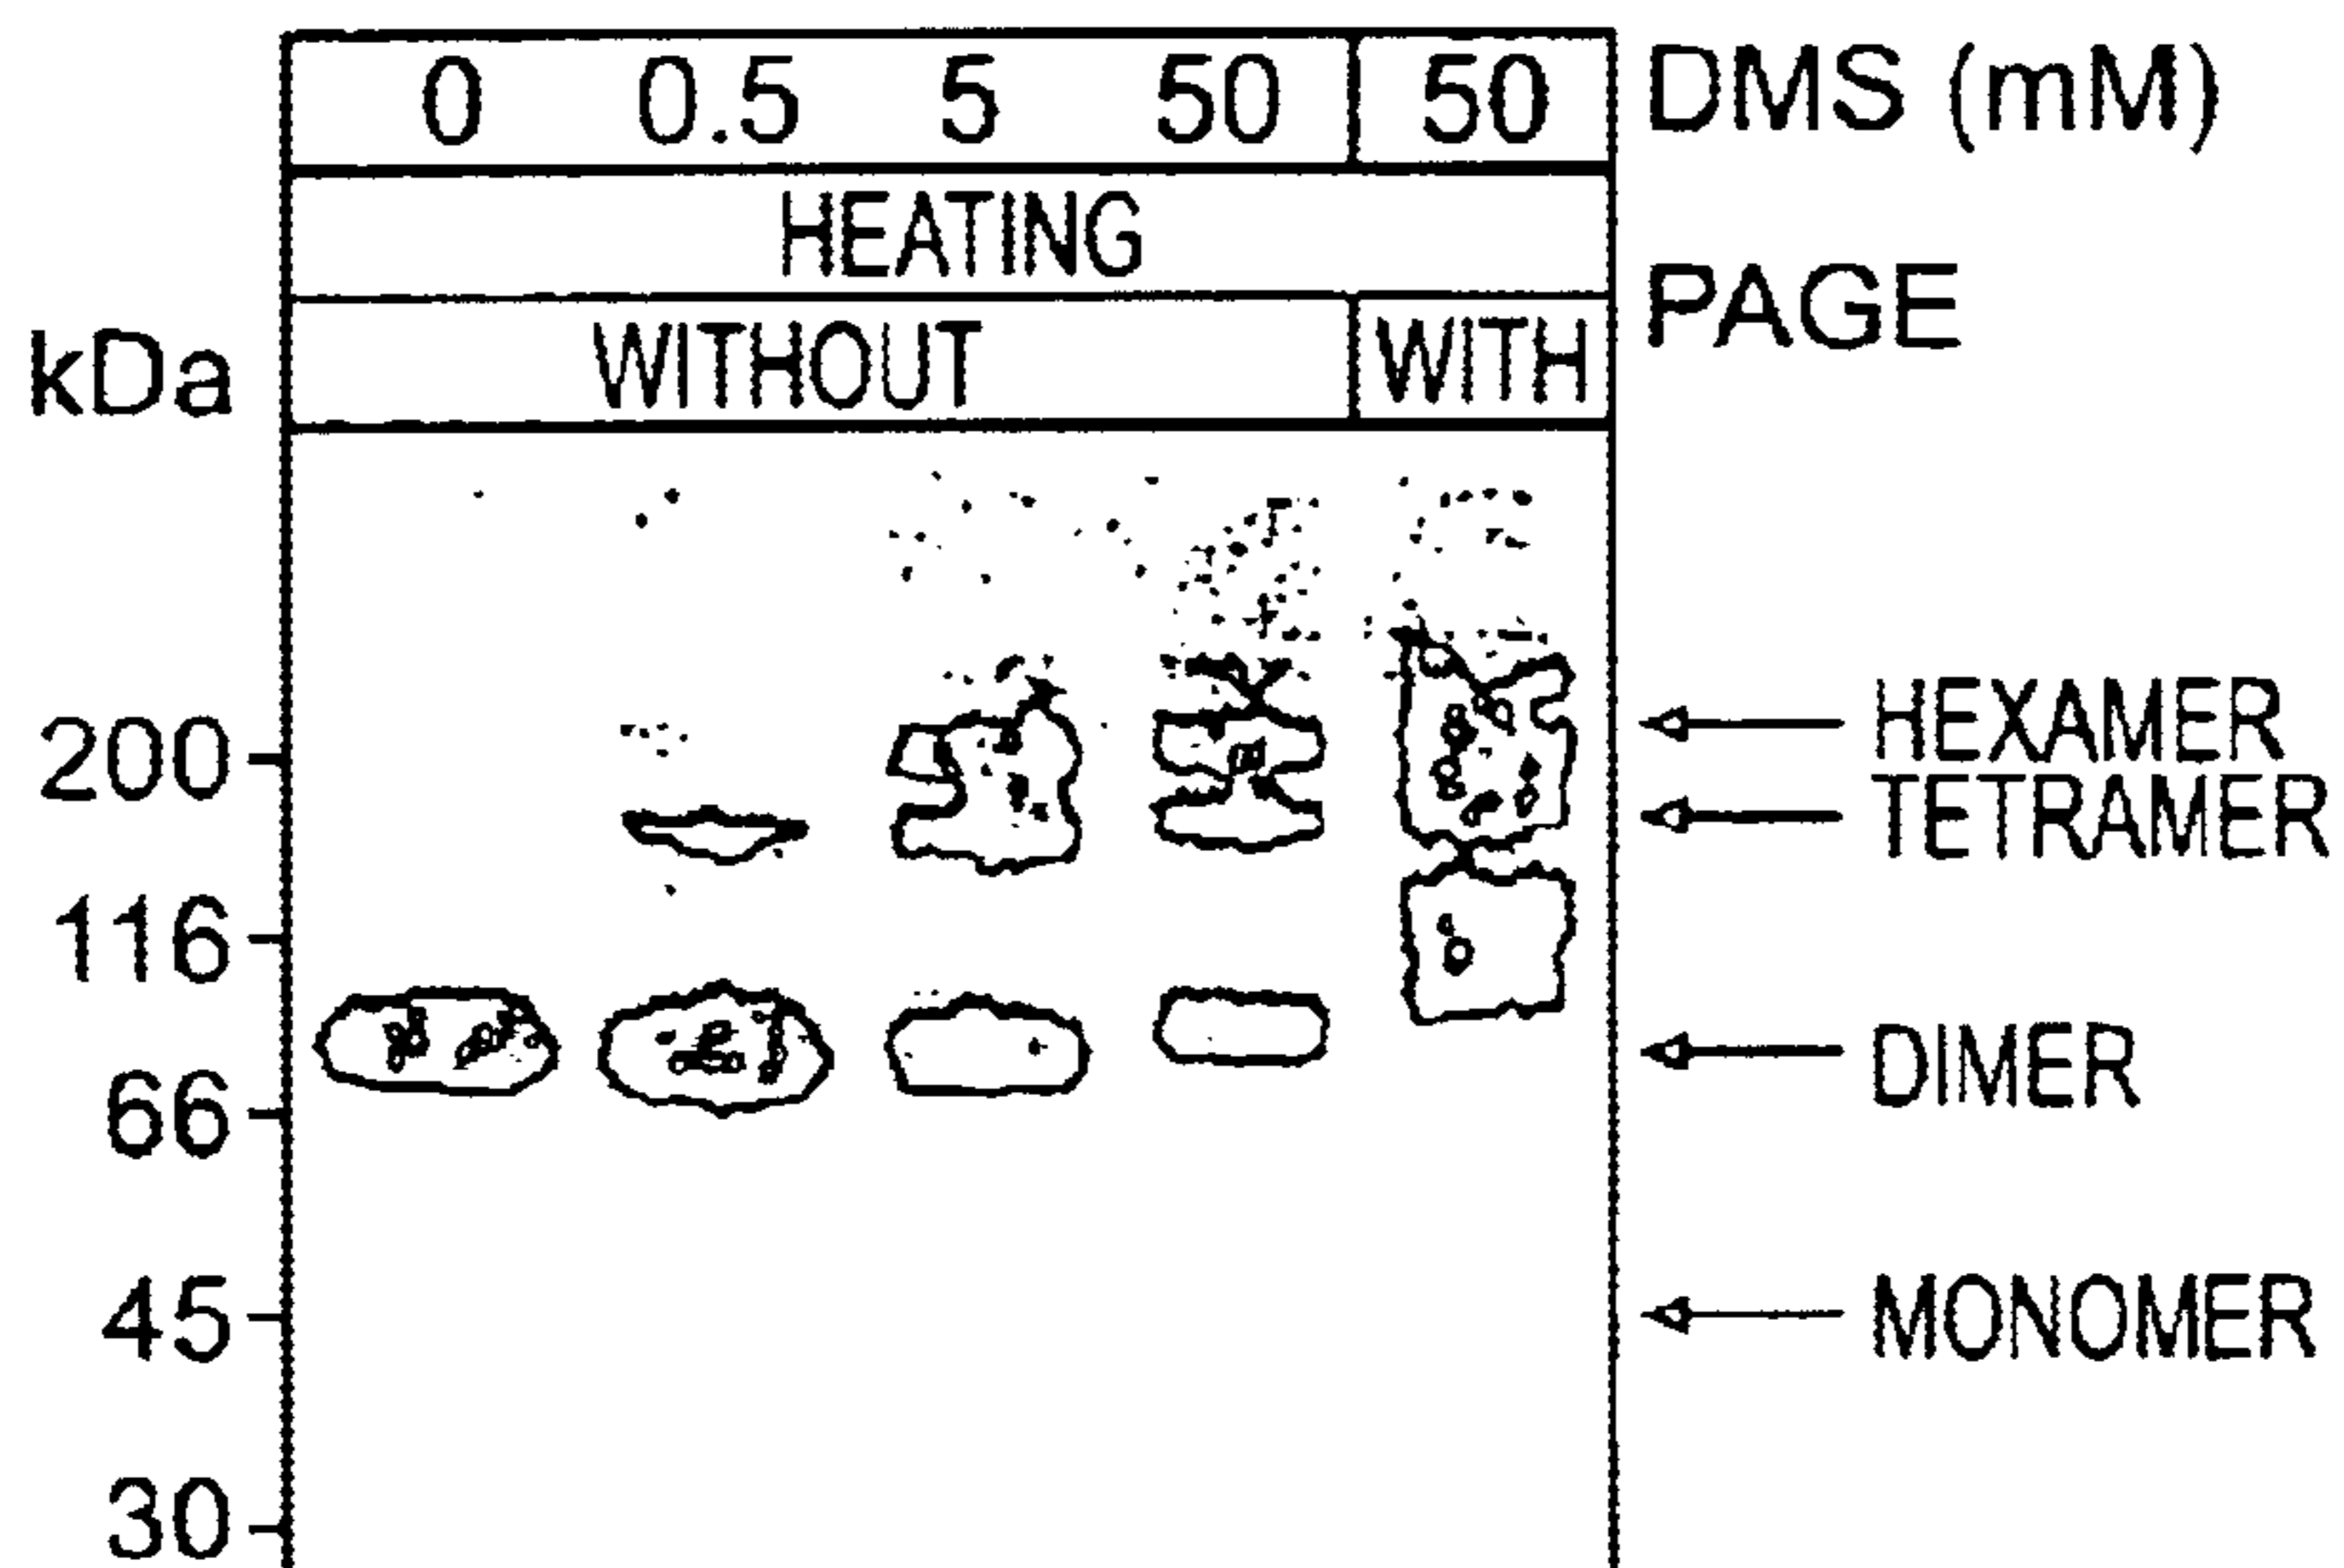 0 0.5 5 50 50 DMS (mM)
HEATING
PAGE
kDa WITHOUT WITH
HEXAMER
200
TETRAMER
116
DIMER
66
45 MONOMER
30